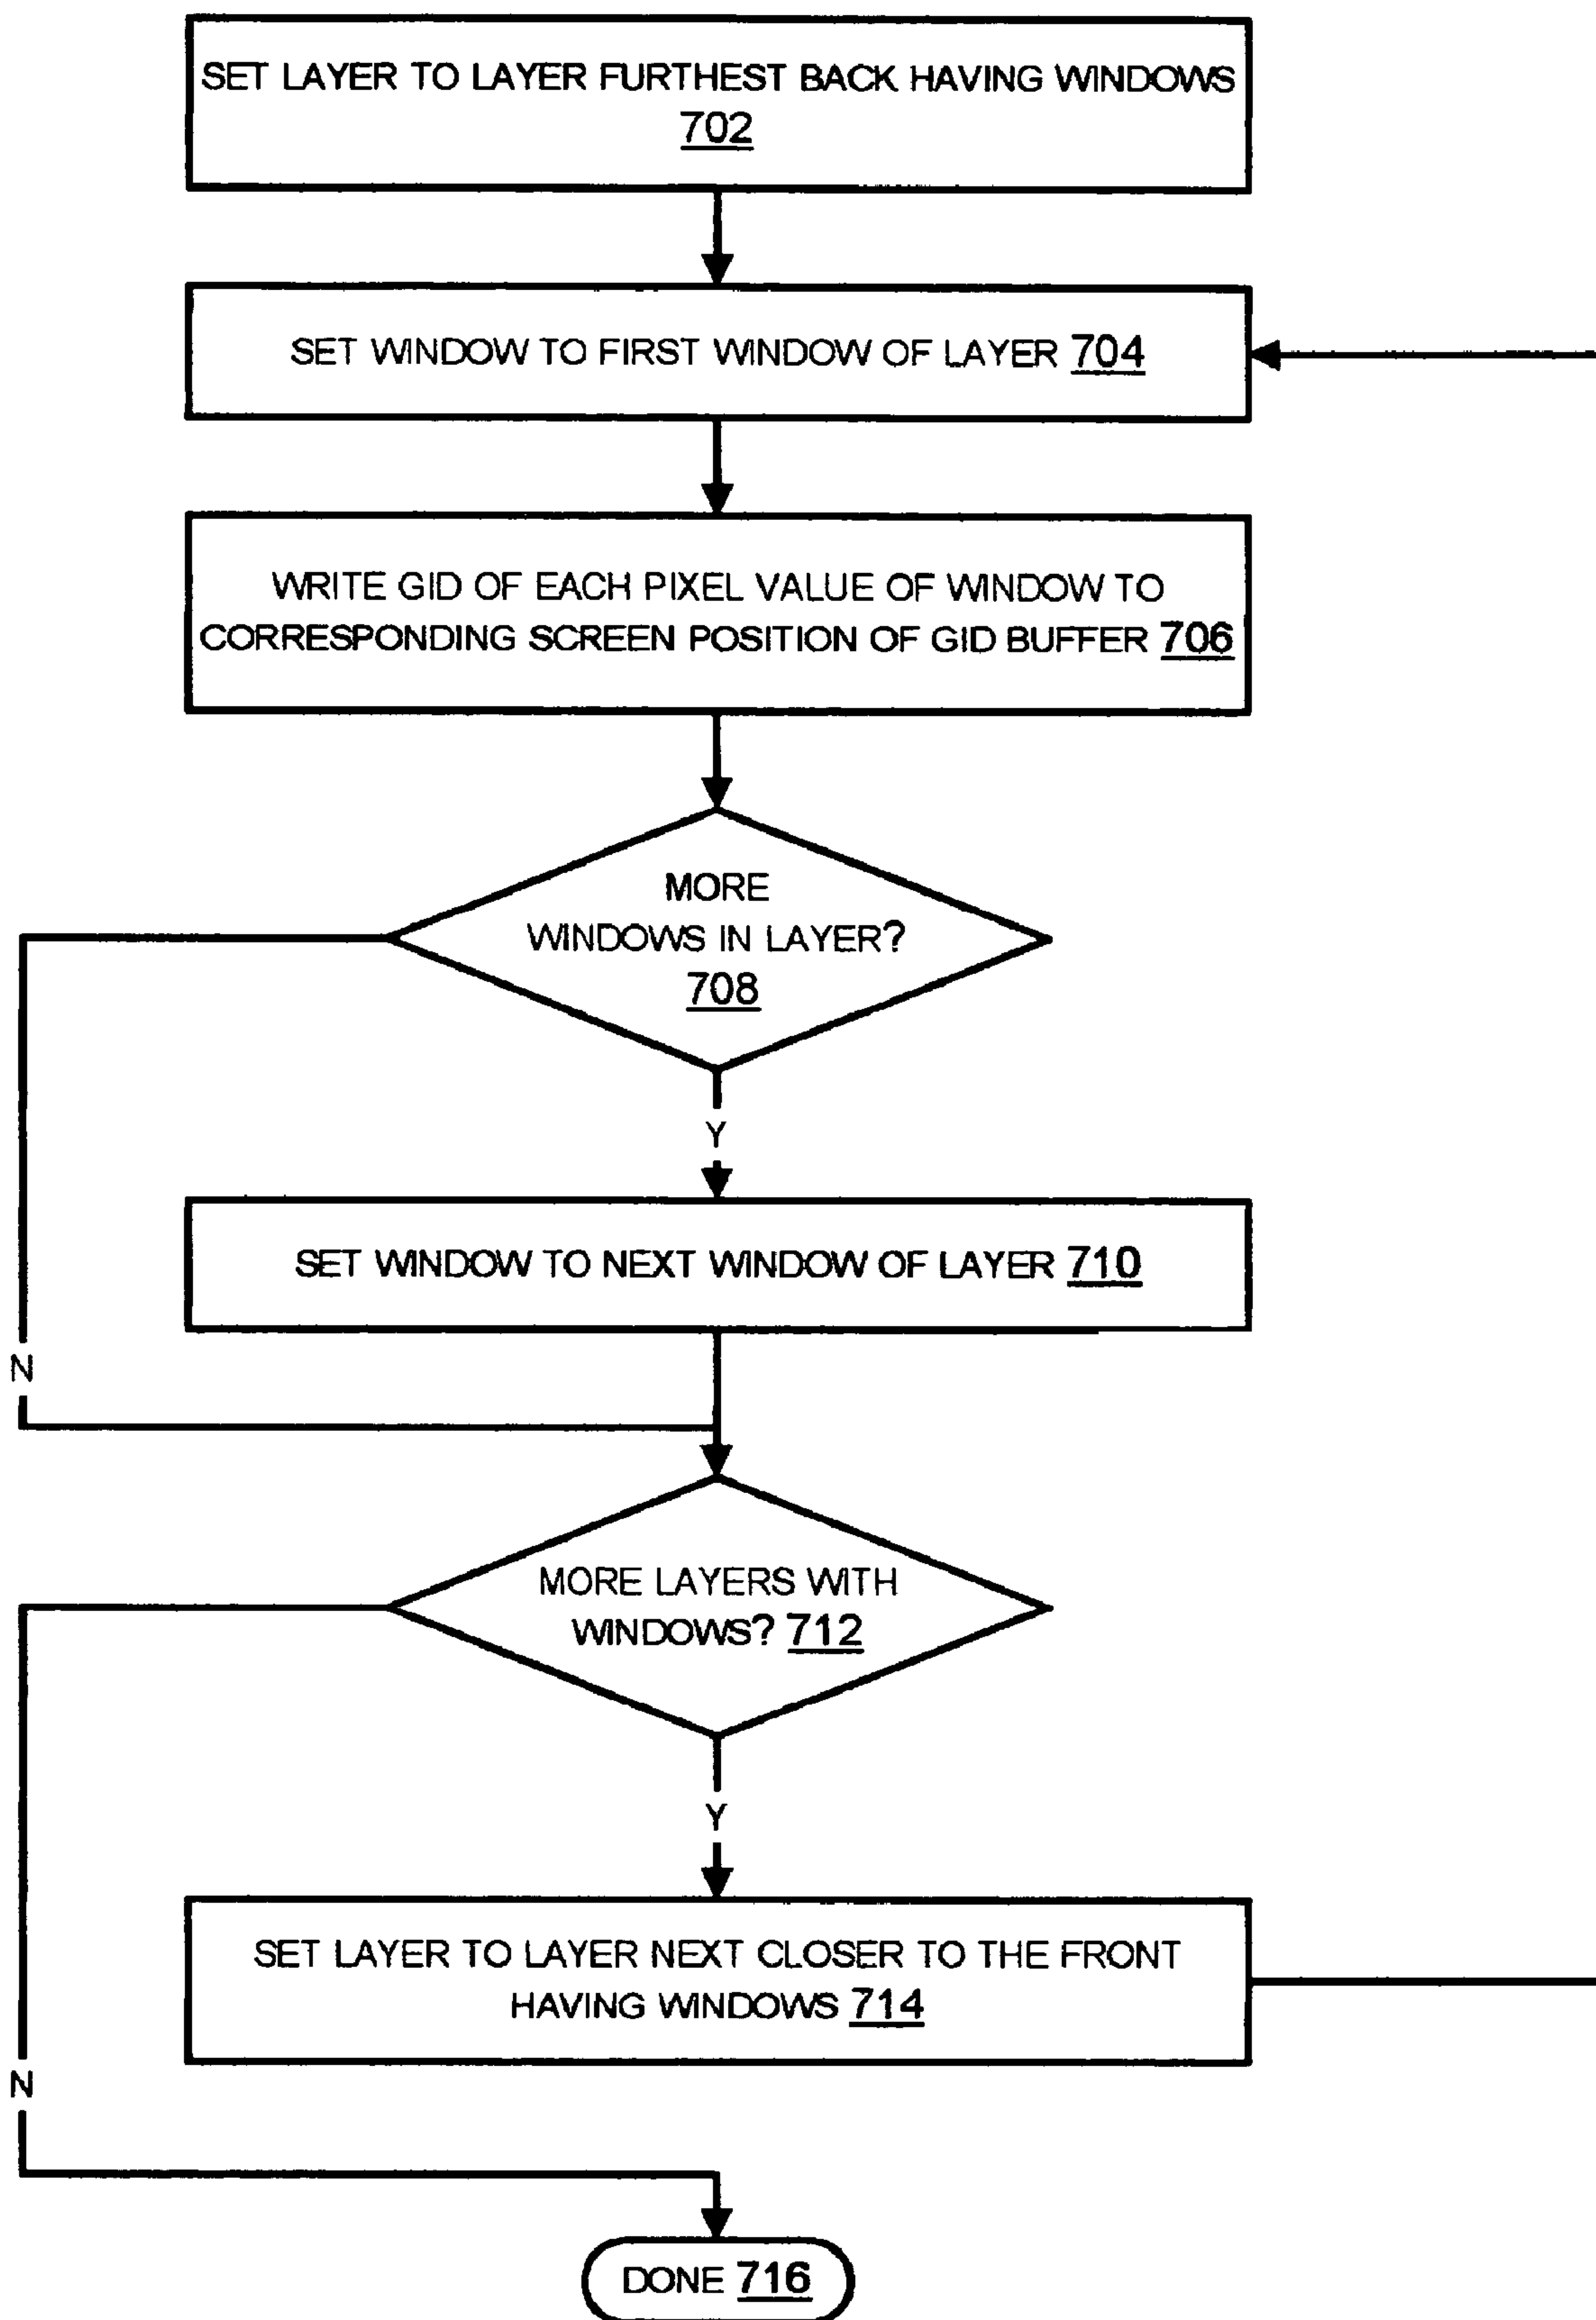 SET LAYER TO LAYER FURTHEST BACK HAVING WINDOWS
702
SET WINDOW TO FIRST WINDOW OF LAYER 704
WRITE GID OF EACH PIXEL VALUE OF WINDOW TO
CORRESPONDING SCREEN POSITION OF GID BUFFER 706
MORE
WINDOWS IN LAYER?
708
Y
SET WINDOW TO NEXT WINDOW OF LAYER 710
N
MORE LAYERS WITH
WINDOWS? 712
Y
SET LAYER TO LAYER NEXT CLOSER TO THE FRONT
HAVING WINDOWS 714
N
DONE 716